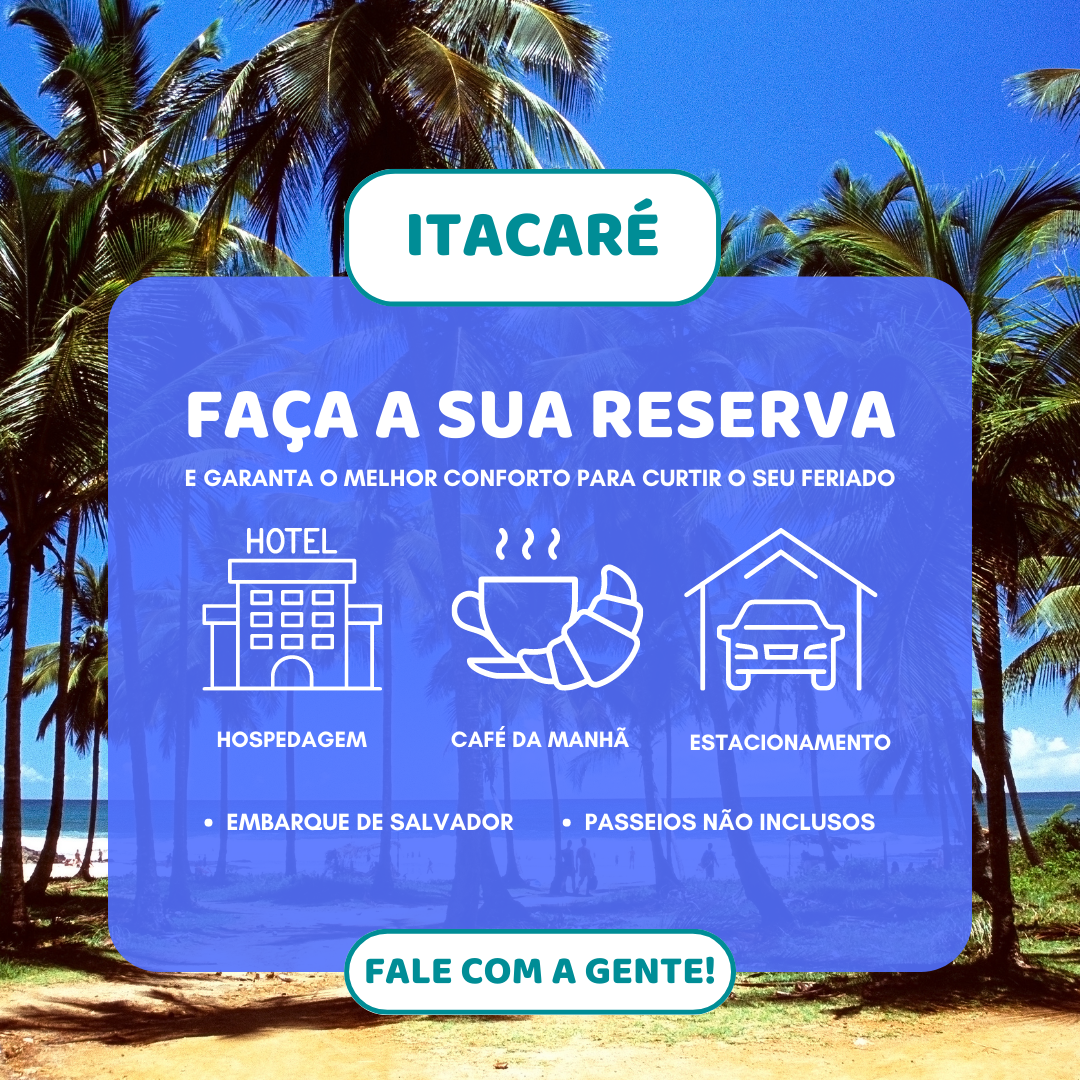 ITACARÉ
FAÇA A SUA RESERVA
E GARANTA O MELHOR CONFORTO PARA CURTIR O SEU FERIADO
HOTEL
HOSPEDAGEM
CAFÉ DA MANHÃ
ESTACIONAMENTO
• EMBARQUE DE SALVADOR
• PASSEIOS NÃO INCLUSOS
FALE COM A GENTE!